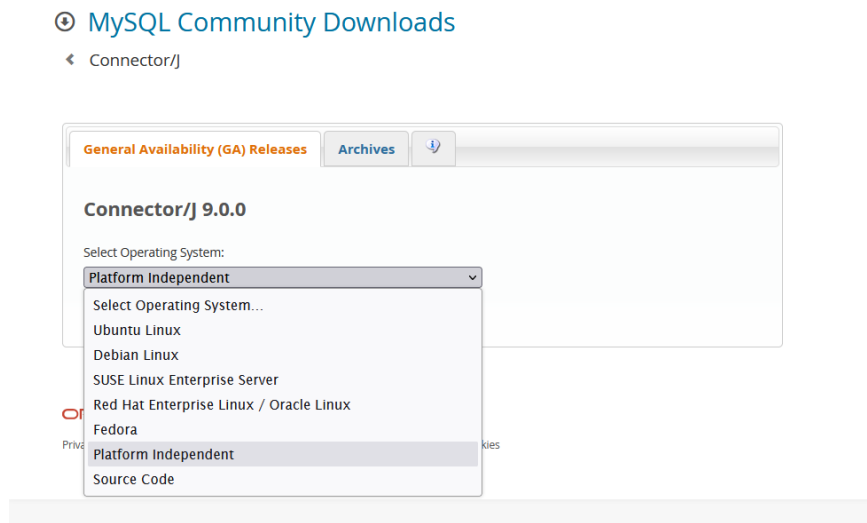 MySQL Community Downloads
Connector/J
General Availability (GA) Releases
Archives
Connector/J 9.0.0
Select Operating System:
Platform Independent
Select Operating System...
Ubuntu Linux
Debian Linux
SUSE Linux Enterprise Server
Red Hat Enterprise Linux / Oracle Linux
Fedora
Platform Independent
Source Code